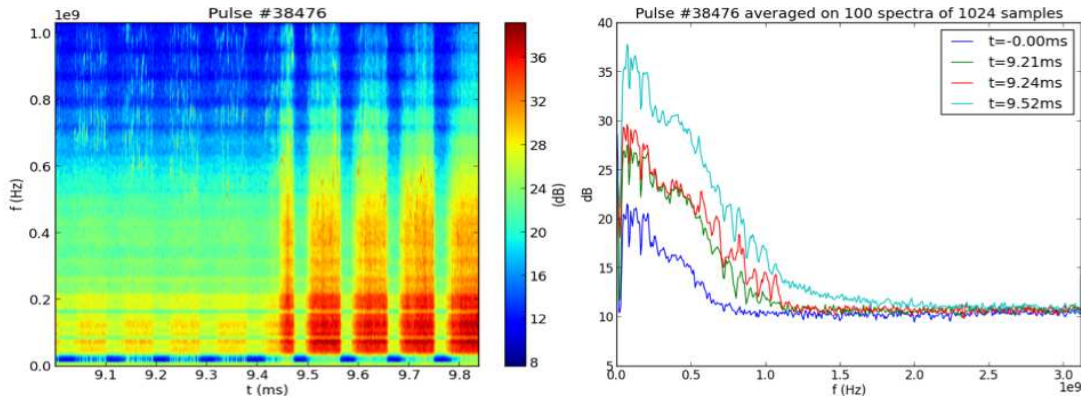 Pulse #38476
1e9
1.0
0.8
0.6
0.4
0.2
0.0
f (Hz)
9.1 9.2 9.3 9.4 9.5 9.6 9.7 9.8
t (ms)
36
32
28
24
20
16
12
8
(dB)
Pulse #38476 averaged on 100 spectra of 1024 samples
40
35
30
25
20
15
10
5
dB
t=-0.00ms
t=9.21ms
t=9.24ms
t=9.52ms
0.0 0.5 1.0 1.5 2.0 2.5 3.0
f (Hz)
1e9